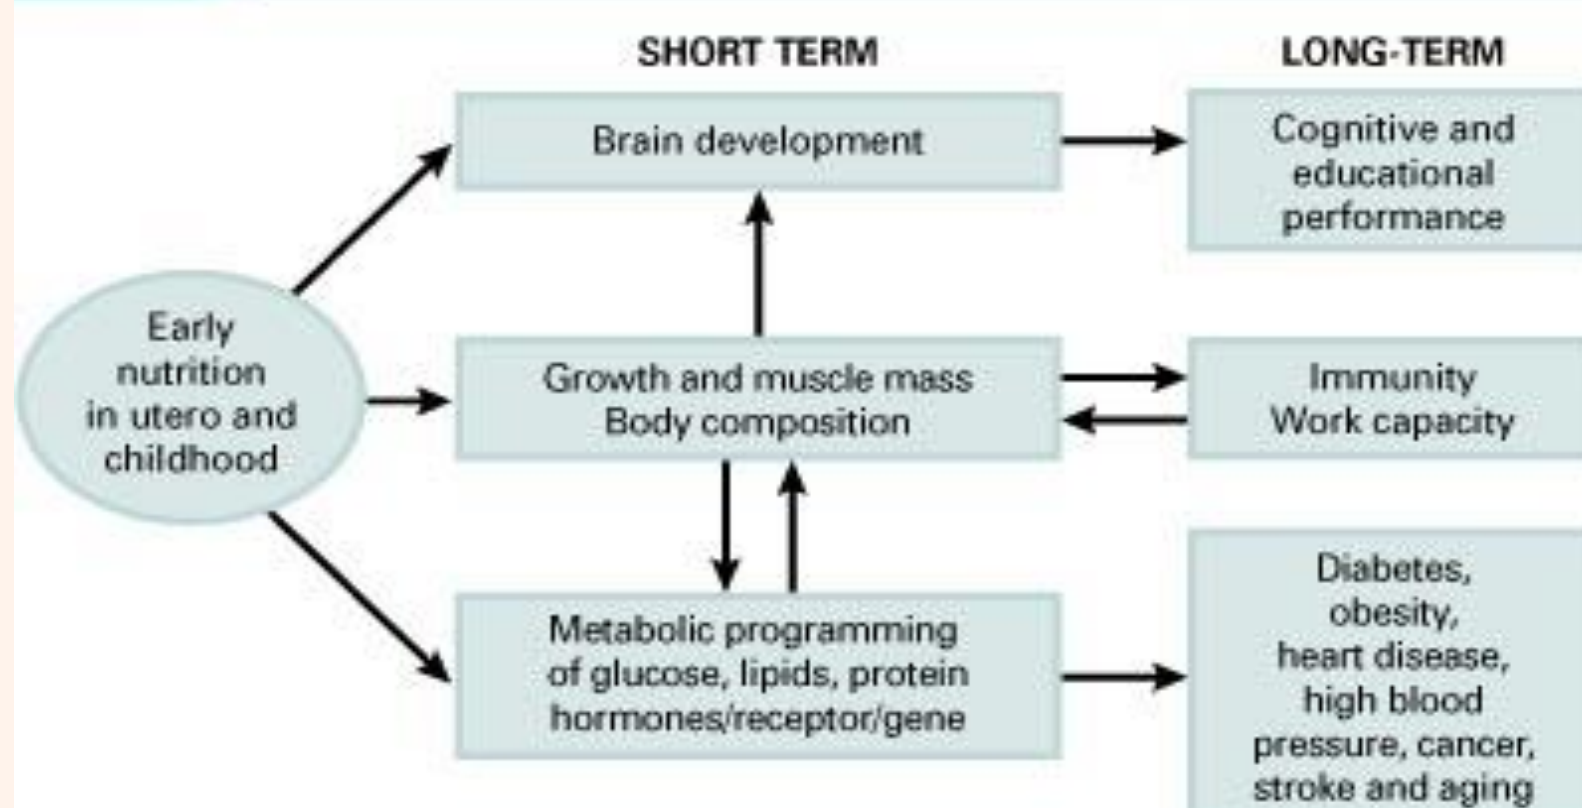 SHORT TERM
LONG-TERM
Brain development
Cognitive and
educational
performance
Early
nutrition
in utero and
childhood
Growth and muscle mass
Body composition
Immunity
Work capacity
Metabolic programming
of glucose, lipids, protein
hormones/receptor/gene
Diabetes,
obesity,
heart disease,
high blood
pressure, cancer,
stroke and aging